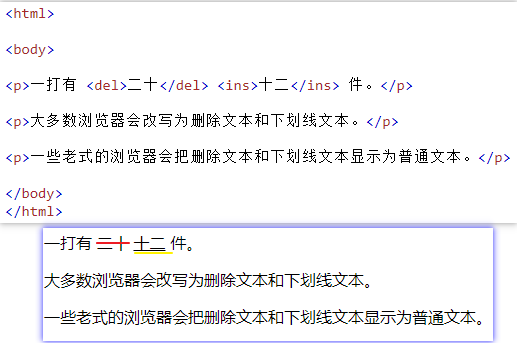 <html>
<body>
<p>一打有 <del>二十</del> <ins>十二</ins> 件。</p>
<p>大多数浏览器会改写为删除文本和下划线文本。</p>
<p>一些老式的浏览器会把删除文本和下划线文本显示为普通文本。</p>
</body>
</html>
一打有 二十 十二 件。
大多数浏览器会改写为删除文本和下划线文本。
一些老式的浏览器会把删除文本和下划线文本显示为普通文本。